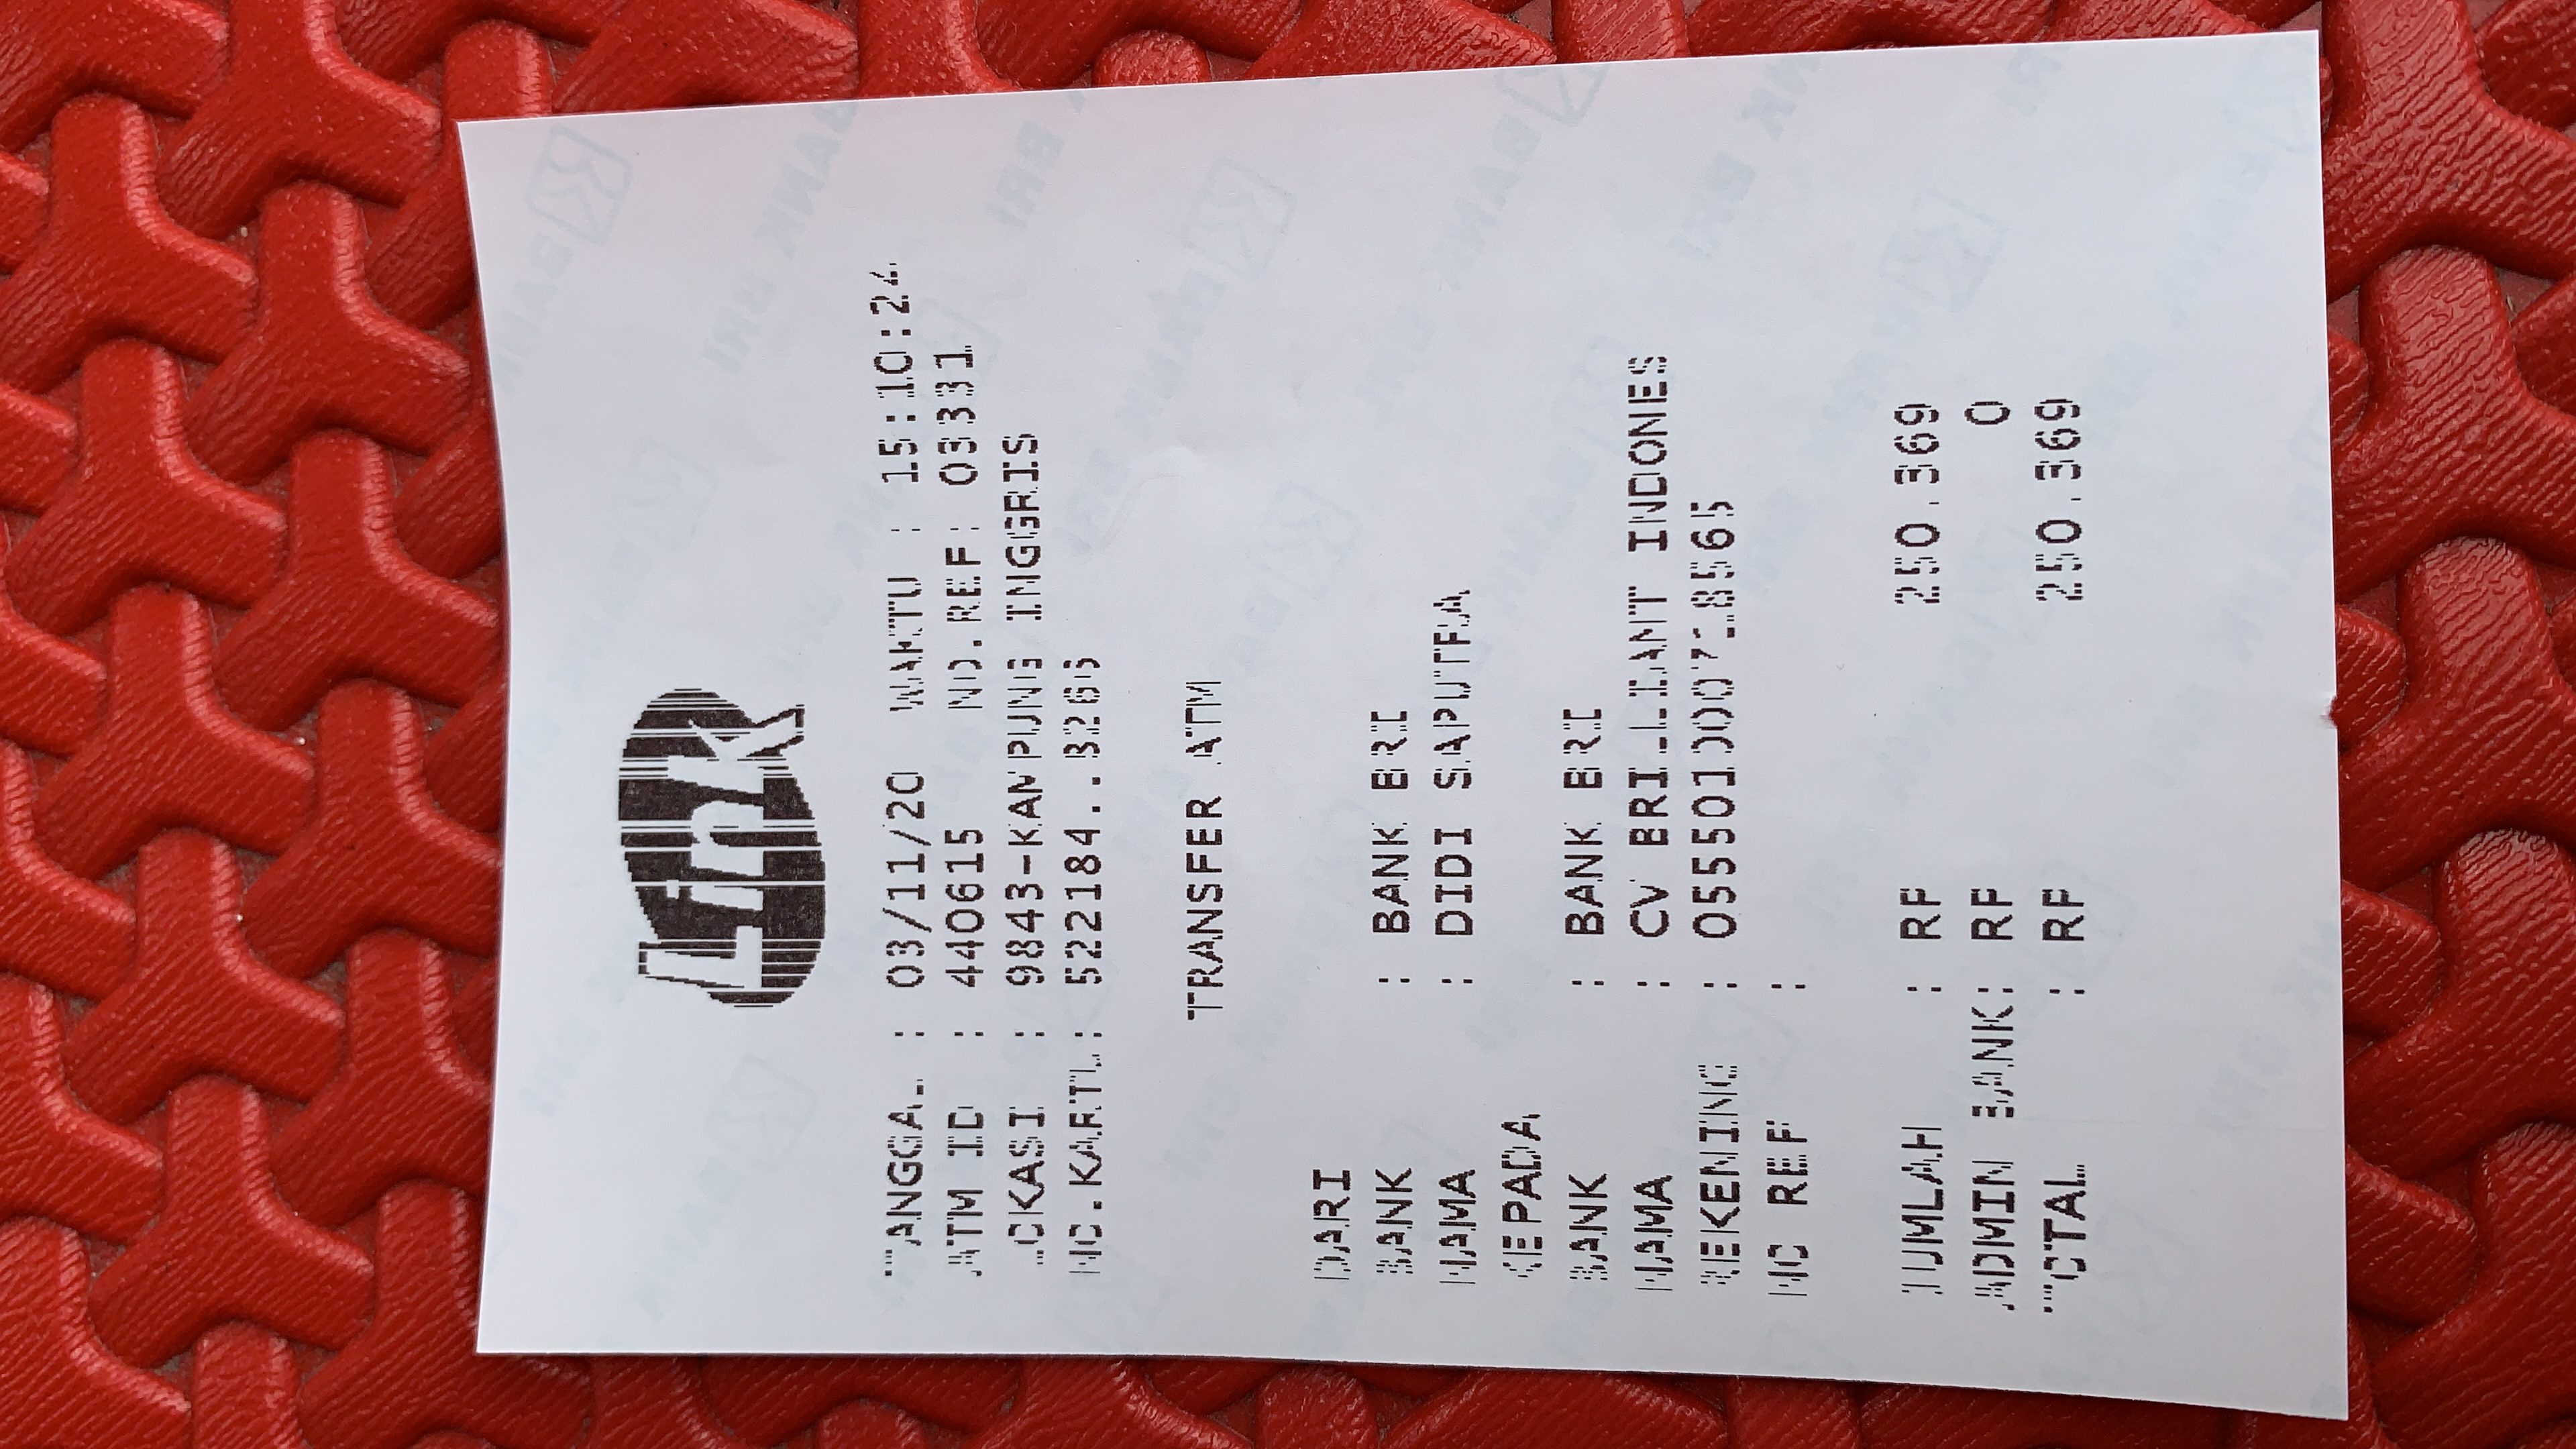 Link
TANGGAL : 03/11/20 WAKTU : 15:10:24
ATM ID : 440615 NO.REF: 03331
LOKASI : 9843-KAMPUNG INGGRIS
NO.KARTU: 522184..3266
TRANSFER ATM
DARI
BANK : BANK BRI
NAMA : DIDI SAPUTRA
KEPADA
BANK : BANK BRI
NAMA : CV BRILLIANT INDONES
REKENING : 055501000718565
NO REF :
JUMLAH : RP 250.369
ADMIN BANK: RP 0
TOTAL : RP 250.369